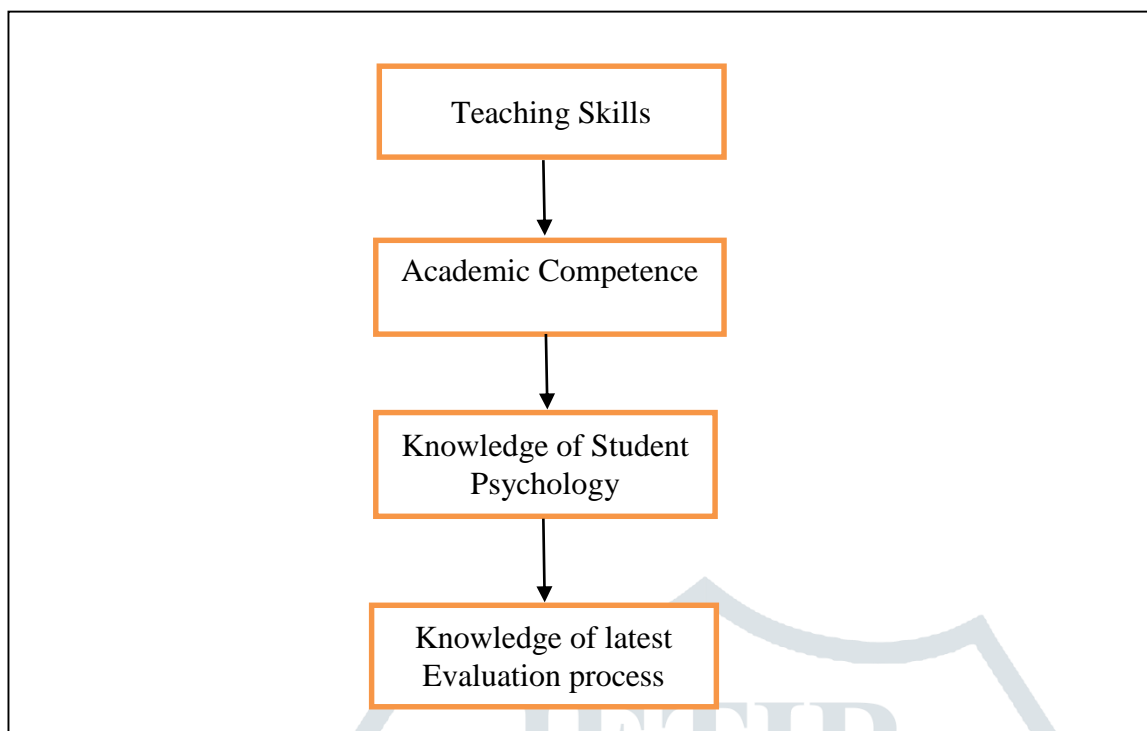 Teaching Skills
Academic Competence
Knowledge of Student
Psychology
Knowledge of latest
Evaluation process